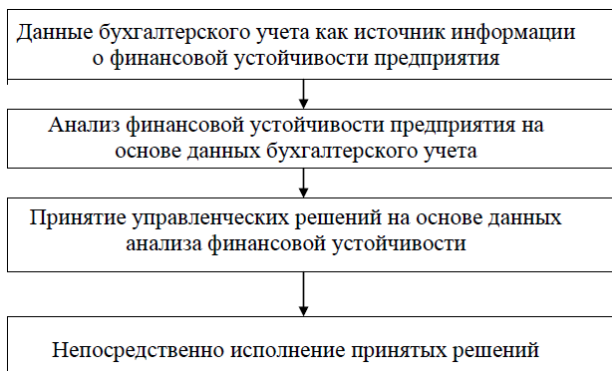 Данные бухгалтерского учета как источник информации
о финансовой устойчивости предприятия
Анализ финансовой устойчивости предприятия на
основе данных бухгалтерского учета
Принятие управленческих решений на основе данных
анализа финансовой устойчивости
Непосредственно исполнение принятых решений